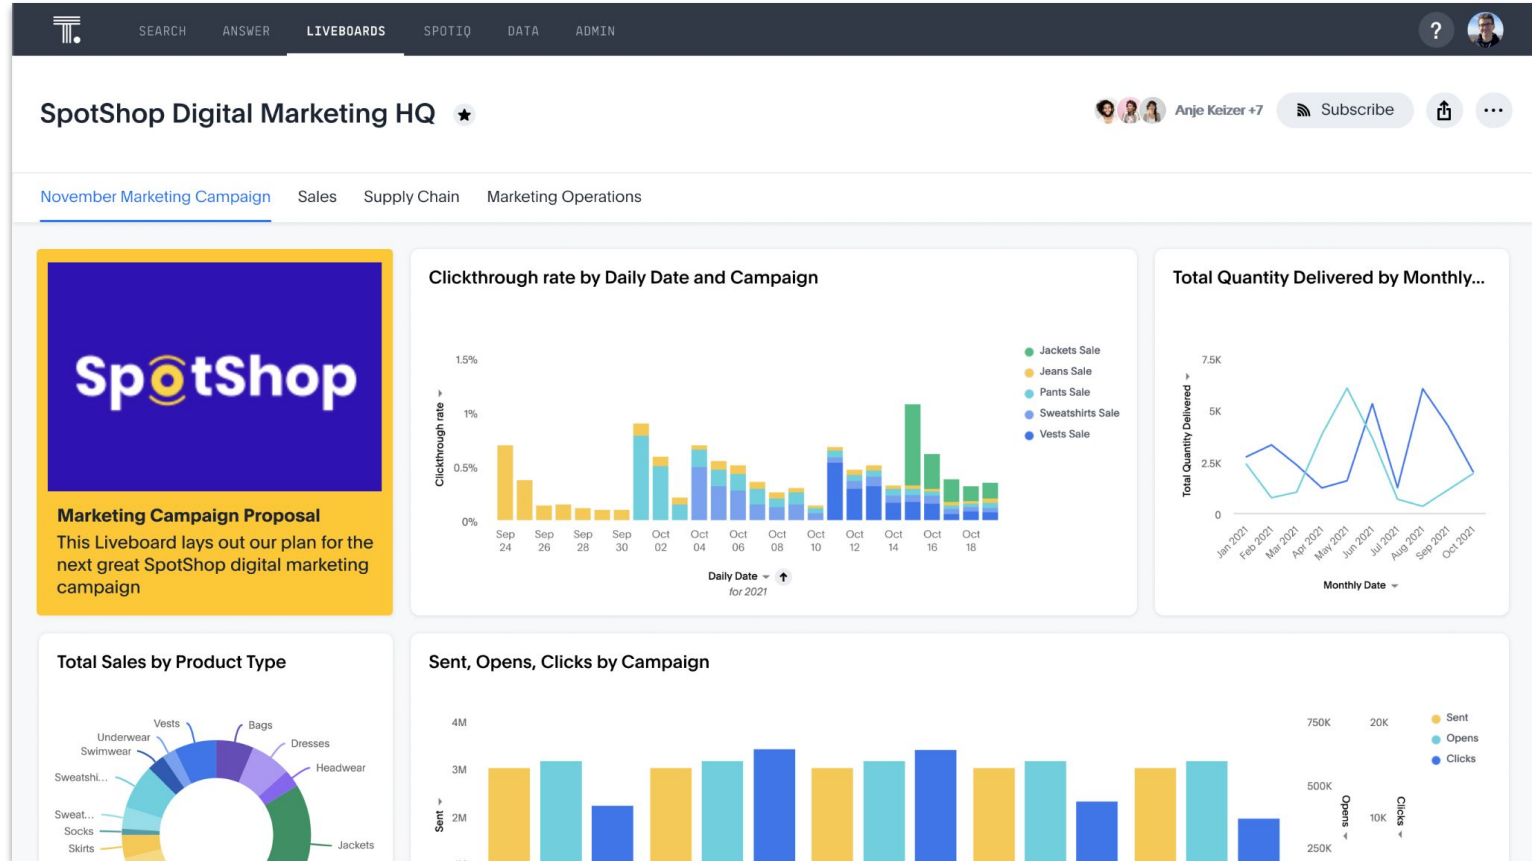 SEARCH
ANSWER
LIVEBOARDS
SPOTIQ
DATA
ADMIN
?
SpotShop Digital Marketing HQ
Anje Keizer +7
Subscribe
November Marketing Campaign
Sales
Supply Chain
Marketing Operations
SpotShop
Marketing Campaign Proposal
This Liveboard lays out our plan for the
next great SpotShop digital marketing
campaign
Clickthrough rate by Daily Date and Campaign
Clickthrough rate
1.5%
1%
0.5%
0%
Sep 24
Sep 26
Sep 28
Sep 30
Oct 02
Oct 04
Oct 06
Oct 08
Oct 10
Oct 12
Oct 14
Oct 16
Oct 18
Daily Date
for 2021
Jackets Sale
Jeans Sale
Pants Sale
Sweatshirts Sale
Vests Sale
Total Quantity Delivered by Monthly...
Total Quantity Delivered
7.5K
5K
2.5K
0
Jan 2021
Feb 2021
Mar 2021
Apr 2021
May 2021
Jun 2021
Jul 2021
Aug 2021
Sep 2021
Oct 2021
Monthly Date
Total Sales by Product Type
Vests
Bags
Underwear
Dresses
Swimwear
Headwear
Sweatshi...
Sweat...
Socks
Skirts
Jackets
Sent, Opens, Clicks by Campaign
Sent
4M
3M
2M
750K
500K
250K
Opens
20K
10K
Clicks
Sent
Opens
Clicks